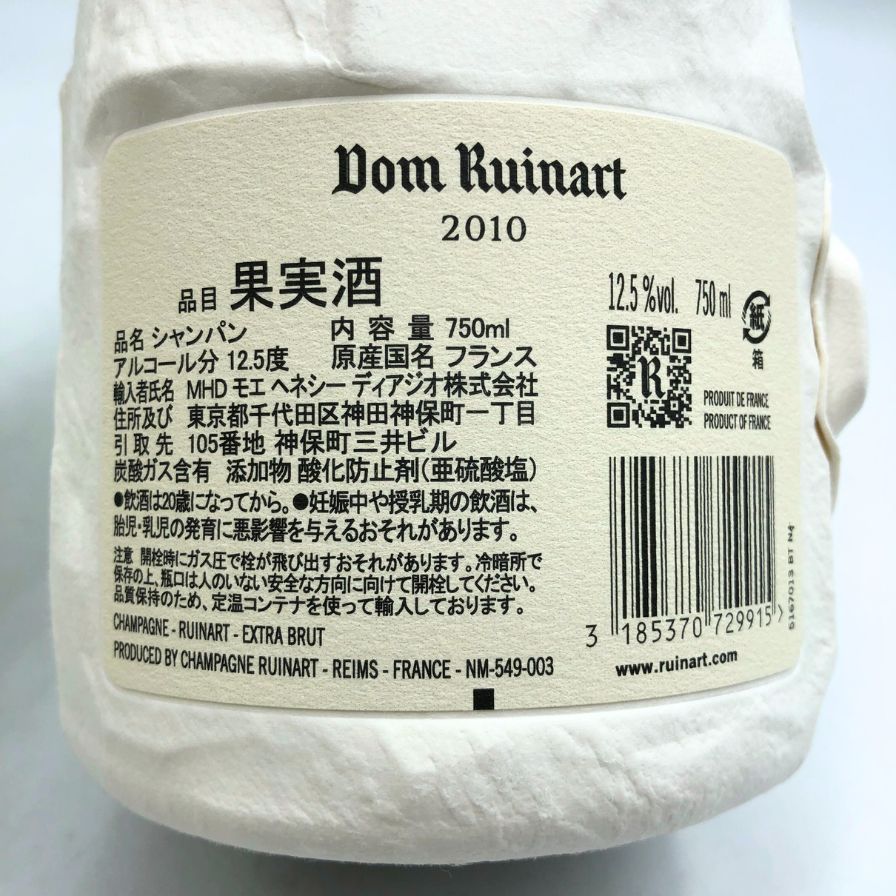 Dom Ruinart
2010
品目 果実酒
品名 シャンパン 内容量 750ml
アルコール分 12.5度 原産国名 フランス
輸入者氏名 MHD モエ ヘネシー ディアジオ株式会社
住所及び 東京都千代田区神田神保町一丁目
引取先 105番地 神保町三井ビル
炭酸ガス含有 添加物 酸化防止剤(亜硫酸塩)
●飲酒は20歳になってから。●妊娠中や授乳期の飲酒は、
胎児・乳児の発育に悪影響を与えるおそれがあります。
注意 開栓時にガス圧で栓が飛び出すおそれがあります。冷暗所で
保存の上、瓶口は人のいない安全な方向に向けて開栓してください。
品質保持のため、定温コンテナを使って輸入しております。
CHAMPAGNE - RUINART - EXTRA BRUT
PRODUCED BY CHAMPAGNE RUINART - REIMS - FRANCE - NM-549-003
12.5 %vol. 750 ml
紙
箱
R
PRODUIT DE FRANCE
PRODUCT OF FRANCE
3 185370 729915 >
www.ruinart.com
5167013 BT N4